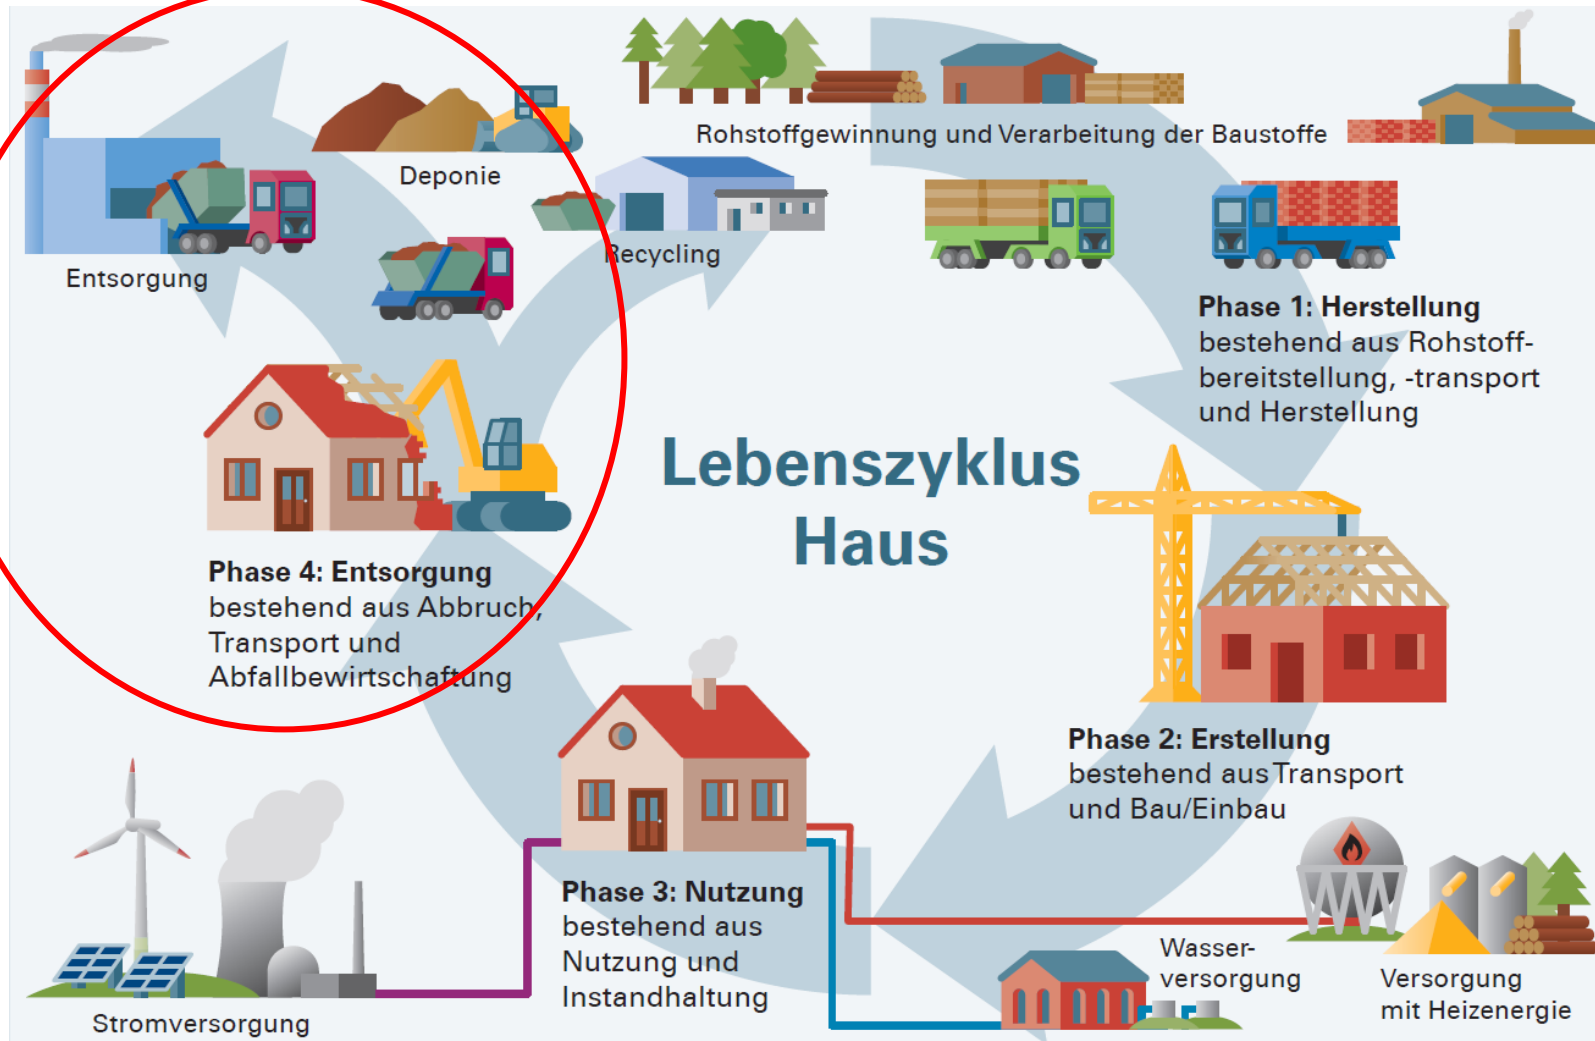 Rohstoffgewinnung und Verarbeitung der Baustoffe
Deponie
Recycling
Entsorgung
Phase 1: Herstellung
bestehend aus Rohstoff-
bereitstellung, -transport
und Herstellung
Lebenszyklus
Haus
Phase 4: Entsorgung
bestehend aus Abbruch,
Transport und
Abfallbewirtschaftung
Phase 2: Erstellung
bestehend aus Transport
und Bau/Einbau
Phase 3: Nutzung
bestehend aus
Nutzung und
Instandhaltung
Wasser-
versorgung
Versorgung
mit Heizenergie
Stromversorgung